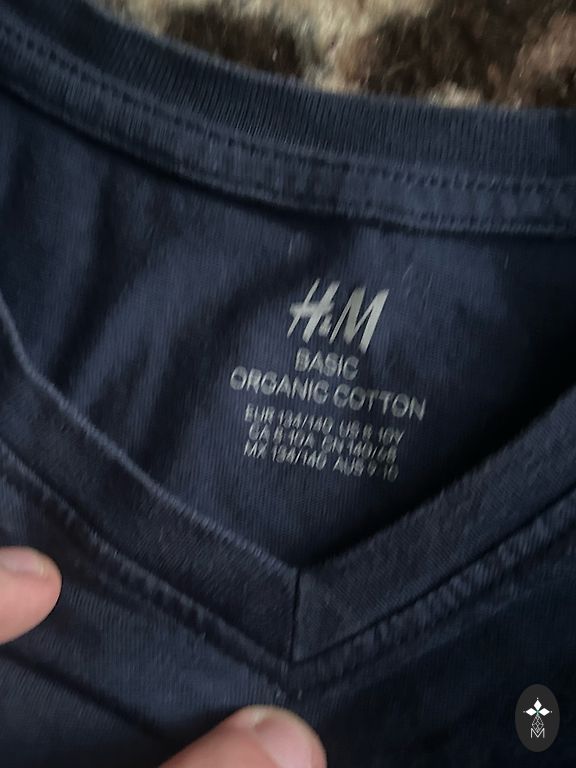 H&M
BASIC
ORGANIC COTTON
EUR 134/140 US 8-10Y
CA 8-10A CN 140/68
MX 134/140 AUS 9-10
M